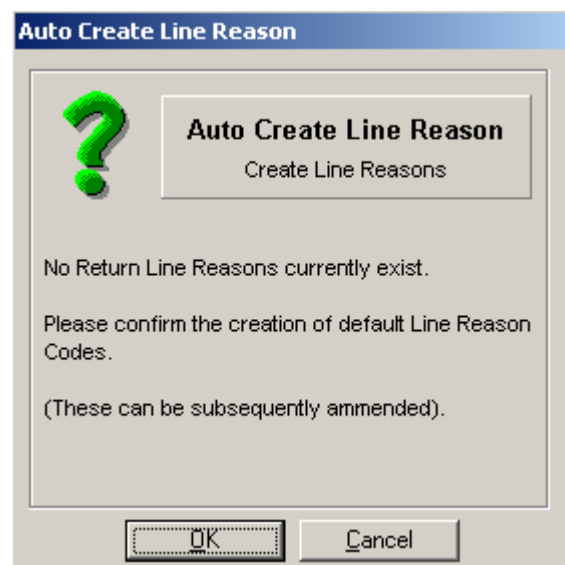 Auto Create Line Reason
Auto Create Line Reason
Create Line Reasons
No Return Line Reasons currently exist.
Please confirm the creation of default Line Reason
Codes.
(These can be subsequently ammended).
OK
Cancel